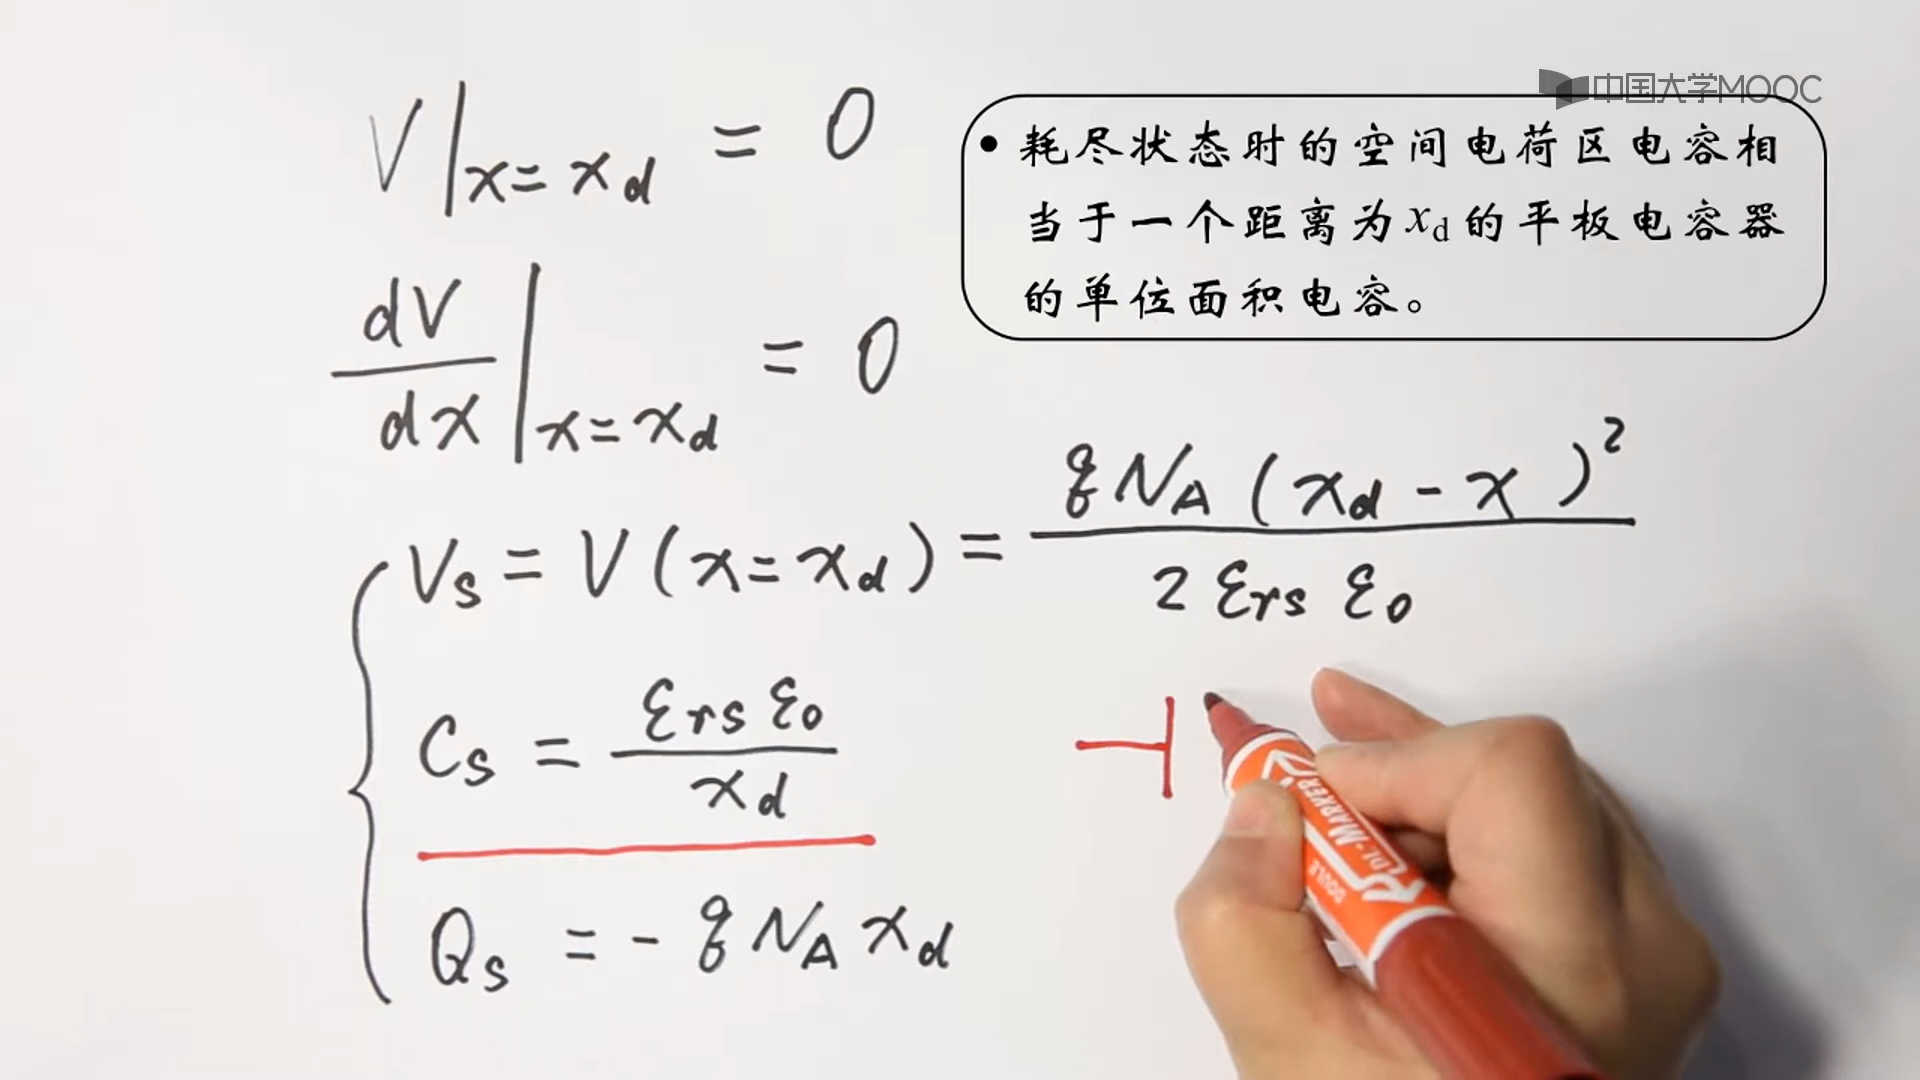 中国大学MOOC
V|x=xd = 0
• 耗尽状态时的空间电荷区电容相
当于一个距离为xd的平板电容器
的单位面积电容。
dV/dx|x=xd = 0
Vs = V(x=xd) = qNA(xd-x)²/2εrsε0
Cs = εrsε0/xd
Qs = -qNAxd
MARKER